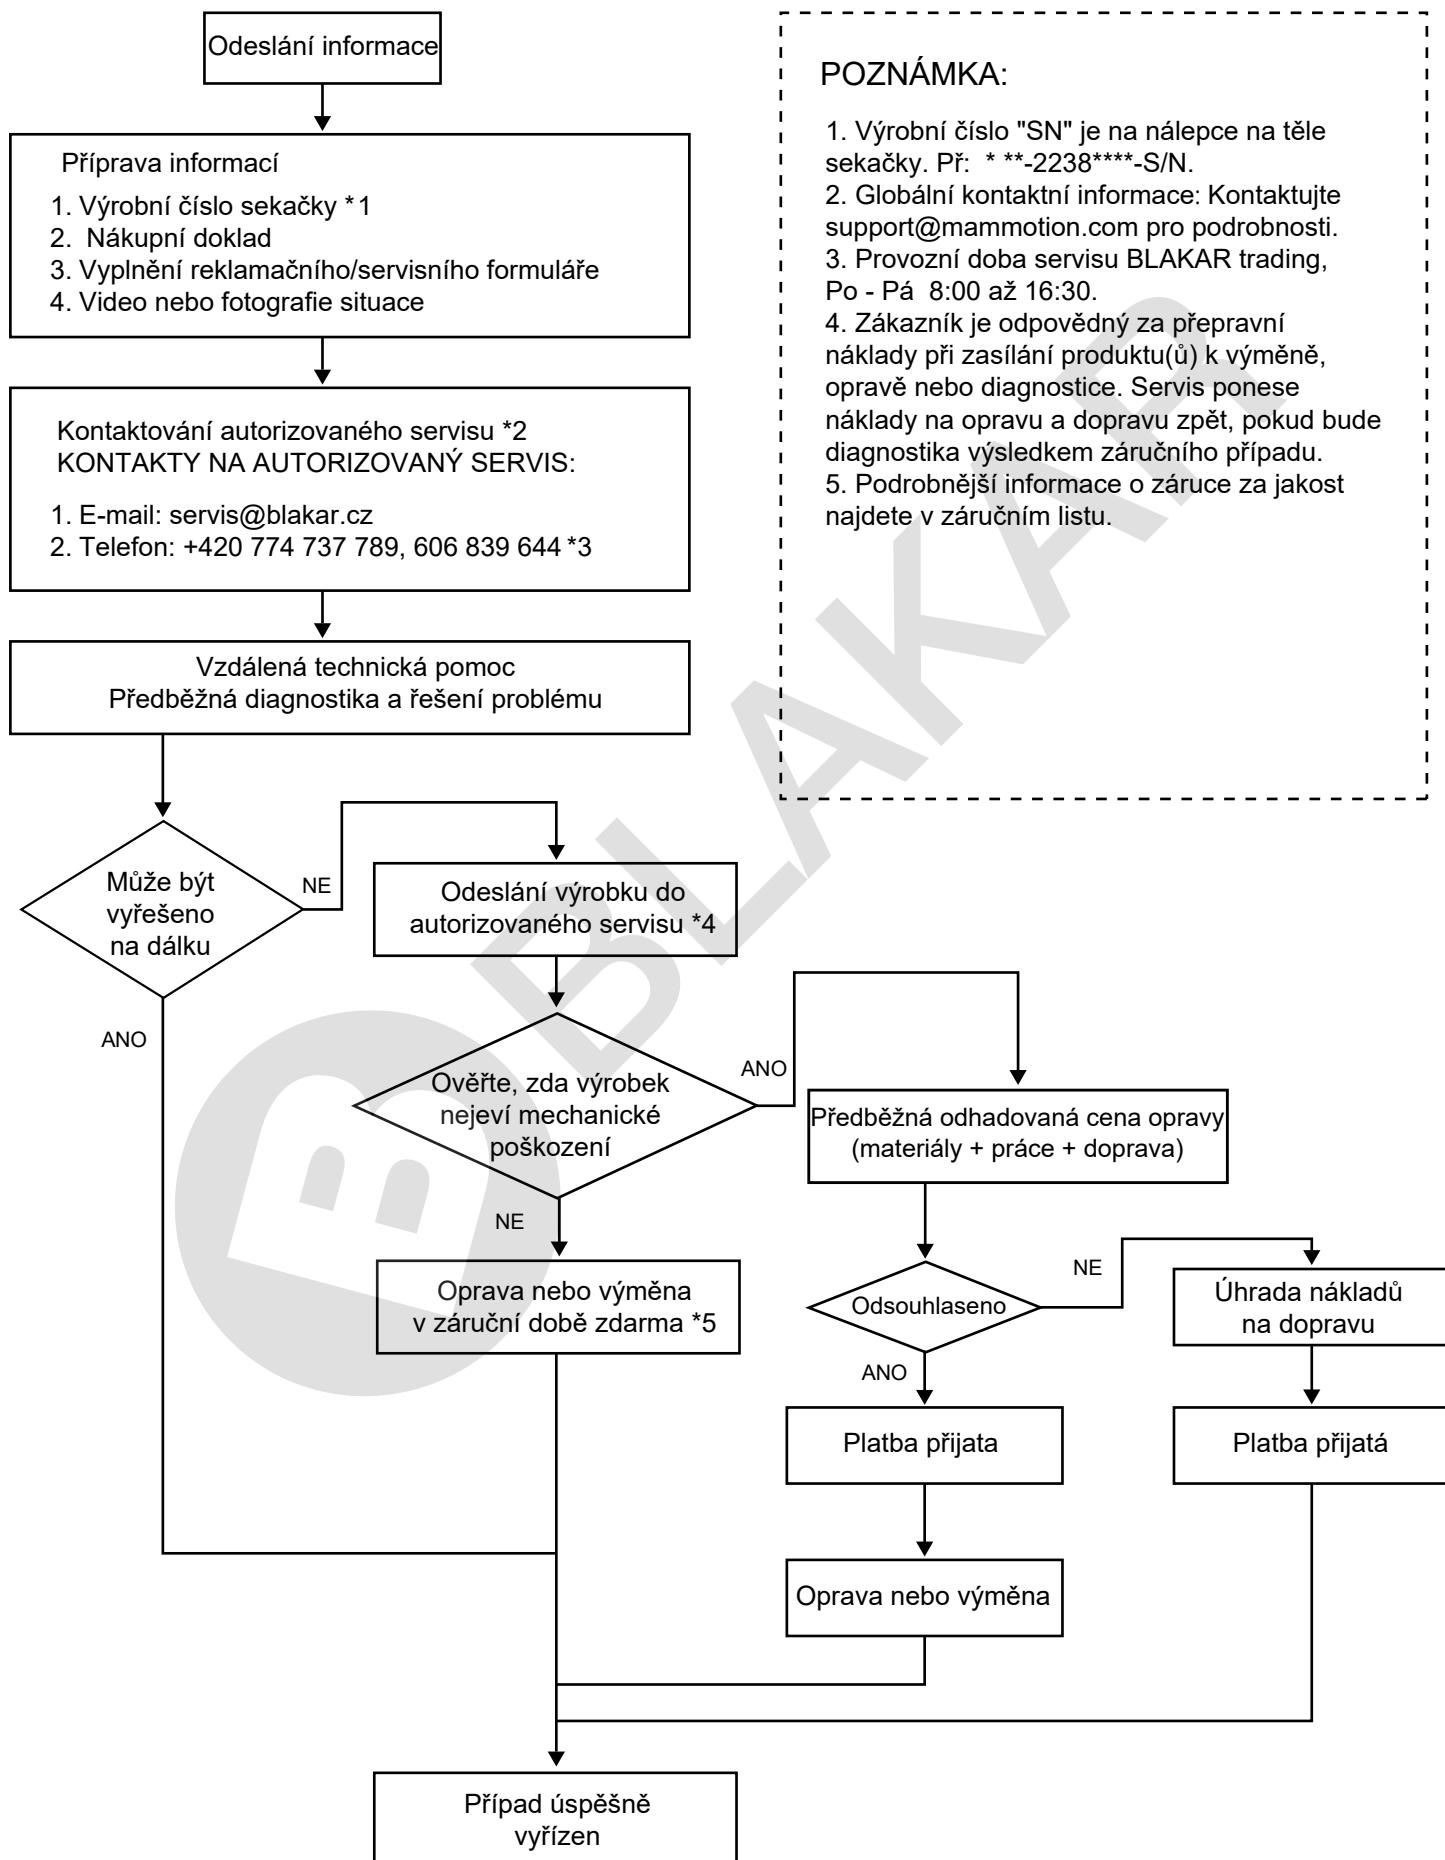 Odeslání informace
Příprava informací
1. Výrobní číslo sekačky *1
2. Nákupní doklad
3. Vyplnění reklamačního/servisního formuláře
4. Video nebo fotografie situace
Kontaktování autorizovaného servisu *2
KONTAKTY NA AUTORIZOVANÝ SERVIS:
1. E-mail: servis@blakar.cz
2. Telefon: +420 774 737 789, 606 839 644 *3
Vzdálená technická pomoc
Předběžná diagnostika a řešení problému
POZNÁMKA:
1. Výrobní číslo "SN" je na nálepce na těle
sekačky. Př: * **-2238****-S/N.
2. Globální kontaktní informace: Kontaktujte
support@mammotion.com pro podrobnosti.
3. Provozní doba servisu BLAKAR trading,
Po - Pá 8:00 až 16:30.
4. Zákazník je odpovědný za přepravní
náklady při zasílání produktu(ů) k výměně,
opravě nebo diagnostice. Servis ponese
náklady na opravu a dopravu zpět, pokud bude
diagnostika výsledkem záručního případu.
5. Podrobnější informace o záruce za jakost
najdete v záručním listu.
Může být
vyřešeno
na dálku
NE
ANO
Odeslání výrobku do
autorizovaného servisu *4
Ověřte, zda výrobek
nejeví mechanické
poškození
ANO
NE
Předběžná odhadovaná cena opravy
(materiály + práce + doprava)
Oprava nebo výměna
v záruční době zdarma *5
Odsouhlaseno
NE
ANO
Úhrada nákladů
na dopravu
Platba přijata
Platba přijatá
Oprava nebo výměna
Případ úspěšně
vyřízen
BLAKAR